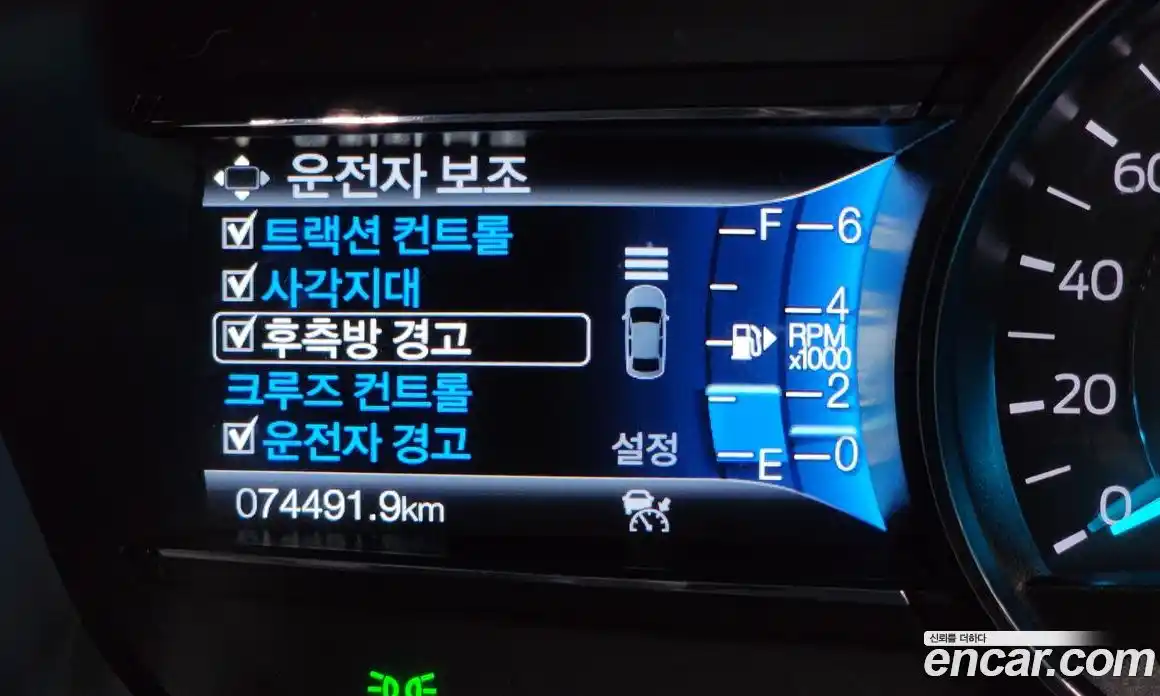 운전자 보조
트랙션 컨트롤
사각지대
후측방 경고
크루즈 컨트롤
운전자 경고
설정
074491.9km
F
E
6
4
RPM
x1000
2
0
60
40
20
0
신뢰를 더하다
encar.com